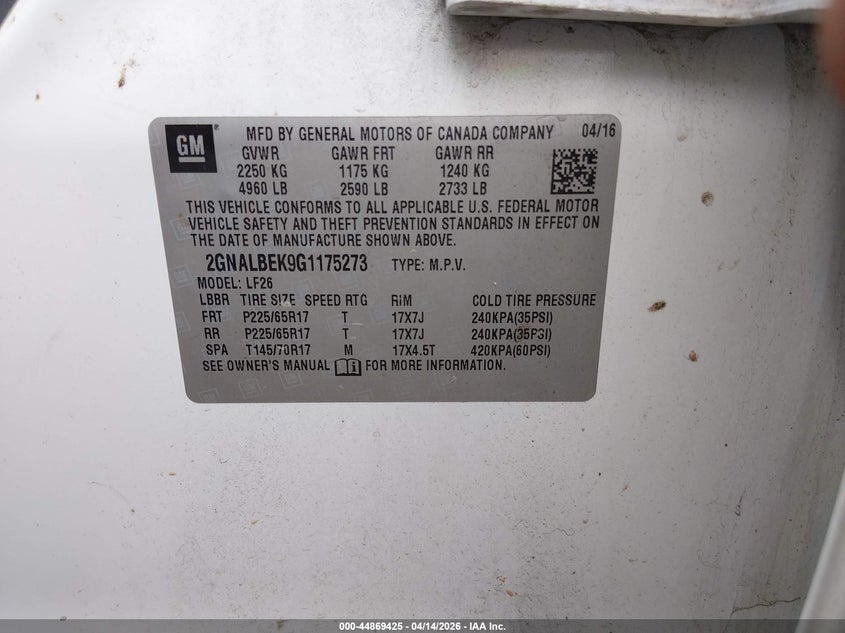 GM ® MFD BY GENERAL MOTORS OF CANADA COMPANY 04/16
GVWR GAWR FRT GAWR RR
2250 KG 1175 KG 1240 KG
4960 LB 2590 LB 2733 LB
THIS VEHICLE CONFORMS TO ALL APPLICABLE U.S. FEDERAL MOTOR
VEHICLE SAFETY AND THEFT PREVENTION STANDARDS IN EFFECT ON
THE DATE OF MANUFACTURE SHOWN ABOVE.
2GNALBEK9G1175273 TYPE: M.P.V.
MODEL: LF26
LBBR TIRE SIZE SPEED RTG RIM COLD TIRE PRESSURE
FRT P225/65R17 T 17X7J 240KPA(35PSI)
RR P225/65R17 T 17X7J 240KPA(35PSI)
SPA T145/70R17 M 17X4.5T 420KPA(60PSI)
SEE OWNER'S MANUAL FOR MORE INFORMATION.
000-44869425 - 04/14/2026 - IAA Inc.